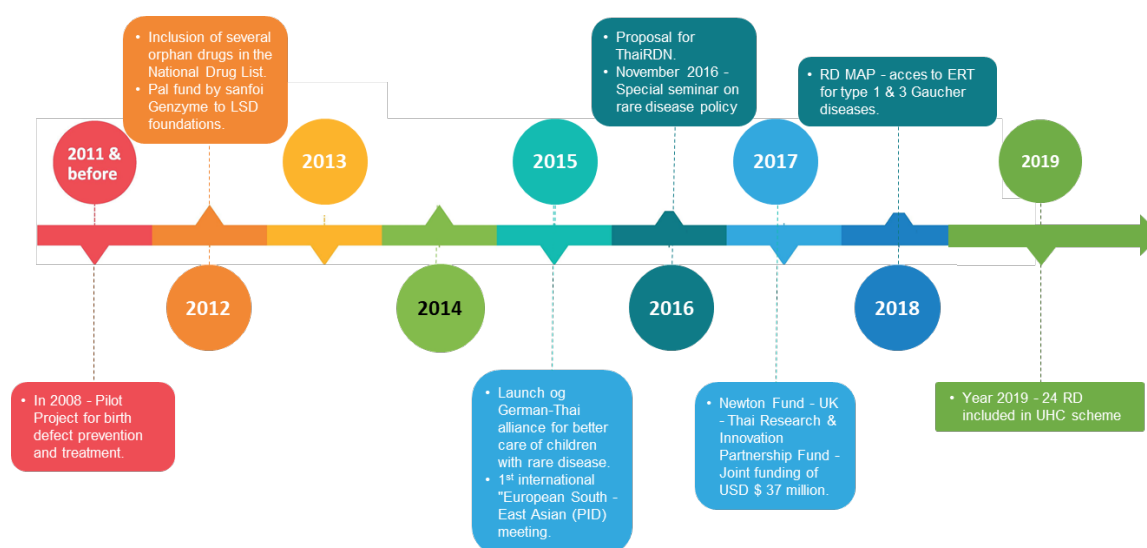 • Inclusion of several
orphan drugs in the
National Drug List.
• Pal fund by sanfoi
Genzyme to LSD
foundations.
• Proposal for
ThaiRDN.
• November 2016 -
Special seminar on
rare disease policy
• RD MAP - acces to ERT
for type 1 & 3 Gaucher
diseases.
2011 &
before
2013
2015
2017
2019
2012
2014
2016
2018
• In 2008 - Pilot
Project for birth
defect prevention
and treatment.
• Launch og
German-Thai
alliance for better
care of children
with rare disease.
• 1st international
"European South -
East Asian (PID)
meeting.
• Newton Fund - UK
- Thai Research &
Innovation
Partnership Fund -
Joint funding of
USD $ 37 million.
• Year 2019 - 24 RD
included in UHC scheme